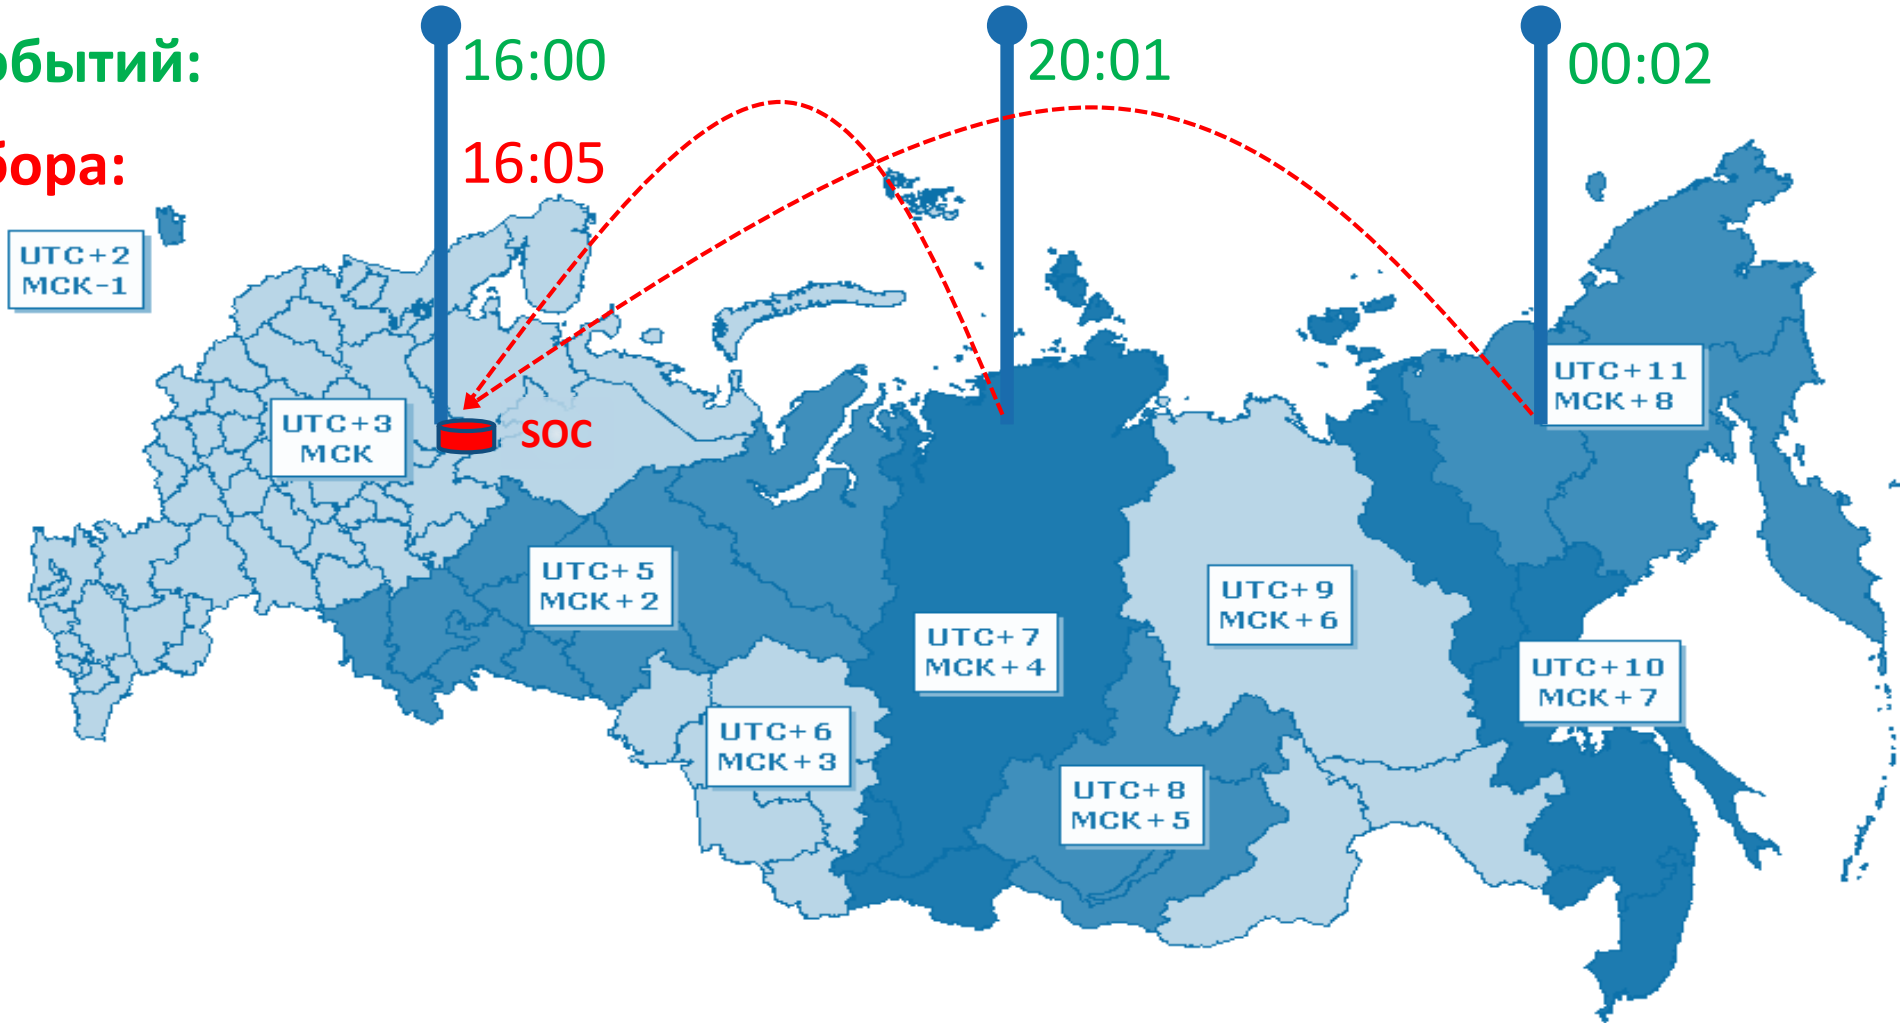 обытий:
16:00
20:01
00:02
бора:
16:05
UTC+2
МСК-1
UTC+11
МСК+8
UTC+3
МСК
SOC
UTC+5
МСК+2
UTC+9
МСК+6
UTC+7
МСК+4
UTC+10
МСК+7
UTC+6
МСК+3
UTC+8
МСК+5